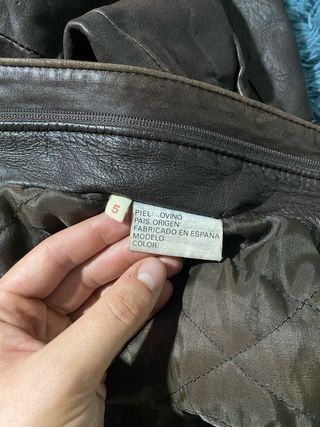 5
PIEL: OVINO
PAIS ORIGEN:
FABRICADO EN ESPAÑA
MODELO:
COLOR: